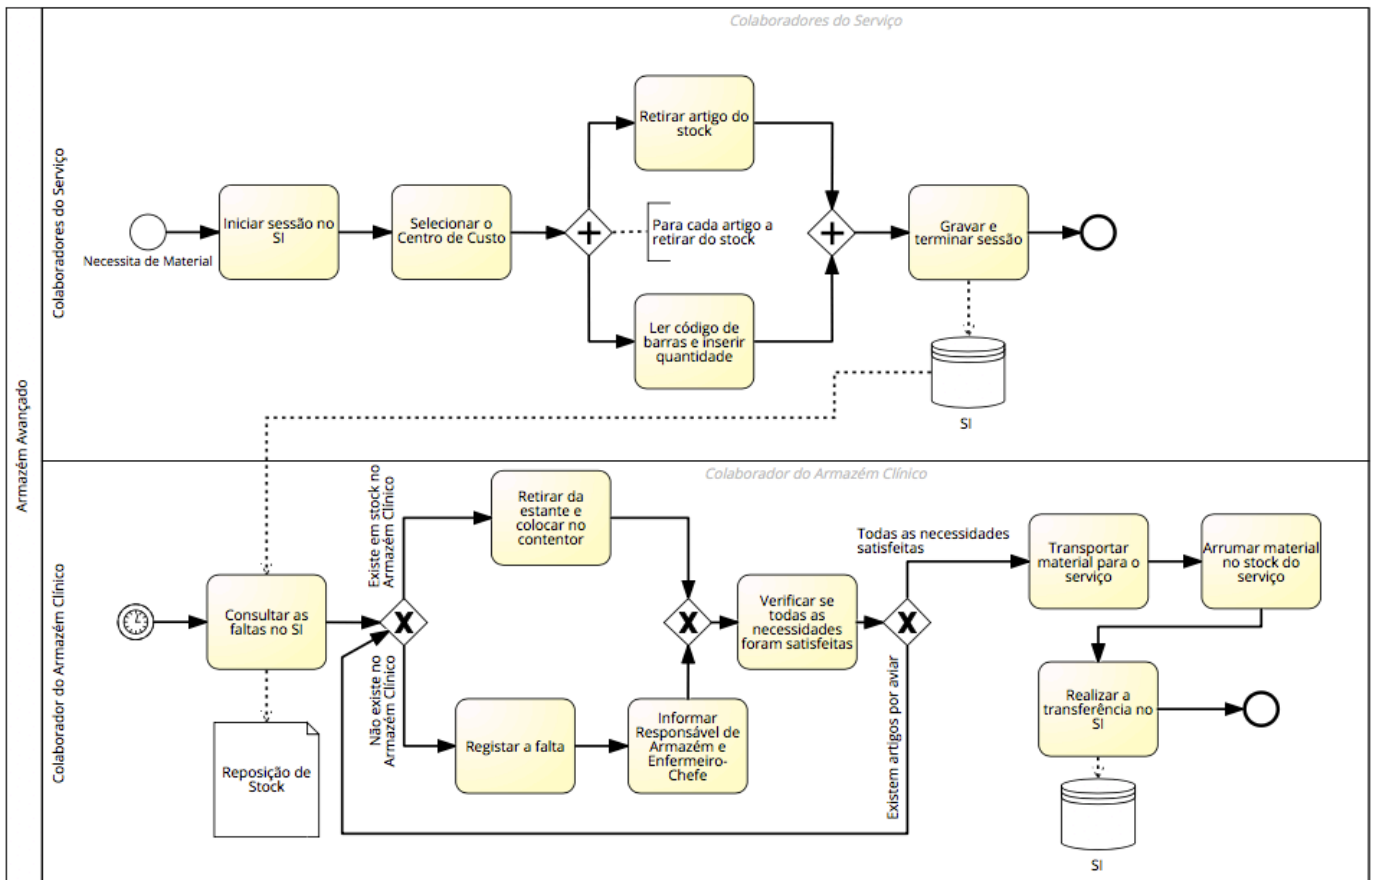 Colaboradores do Serviço
Armazém Avançado
Colaboradores do Serviço
Necessita de Material
Iniciar sessão no
SI
Selecionar o
Centro de Custo
Retirar artigo do
stock
Para cada artigo a
retirar do stock
Ler código de
barras e inserir
quantidade
Gravar e
terminar sessão
SI
Colaborador do Armazém Clínico
Colaborador do Armazém Clínico
Consultar as
faltas no SI
Reposição de
Stock
Existe em stock no
Armazém Clínico
Não existe no
Armazém Clínico
Retirar da
estante e
colocar no
contentor
Registar a falta
Informar
Responsável de
Armazém e
Enfermeiro-
Chefe
Verificar se
todas as
necessidades
foram satisfeitas
Todas as necessidades
satisfeitas
Existem artigos por aviar
Transportar
material para o
serviço
Arrumar material
no stock do
serviço
Realizar a
transferência no
SI
SI